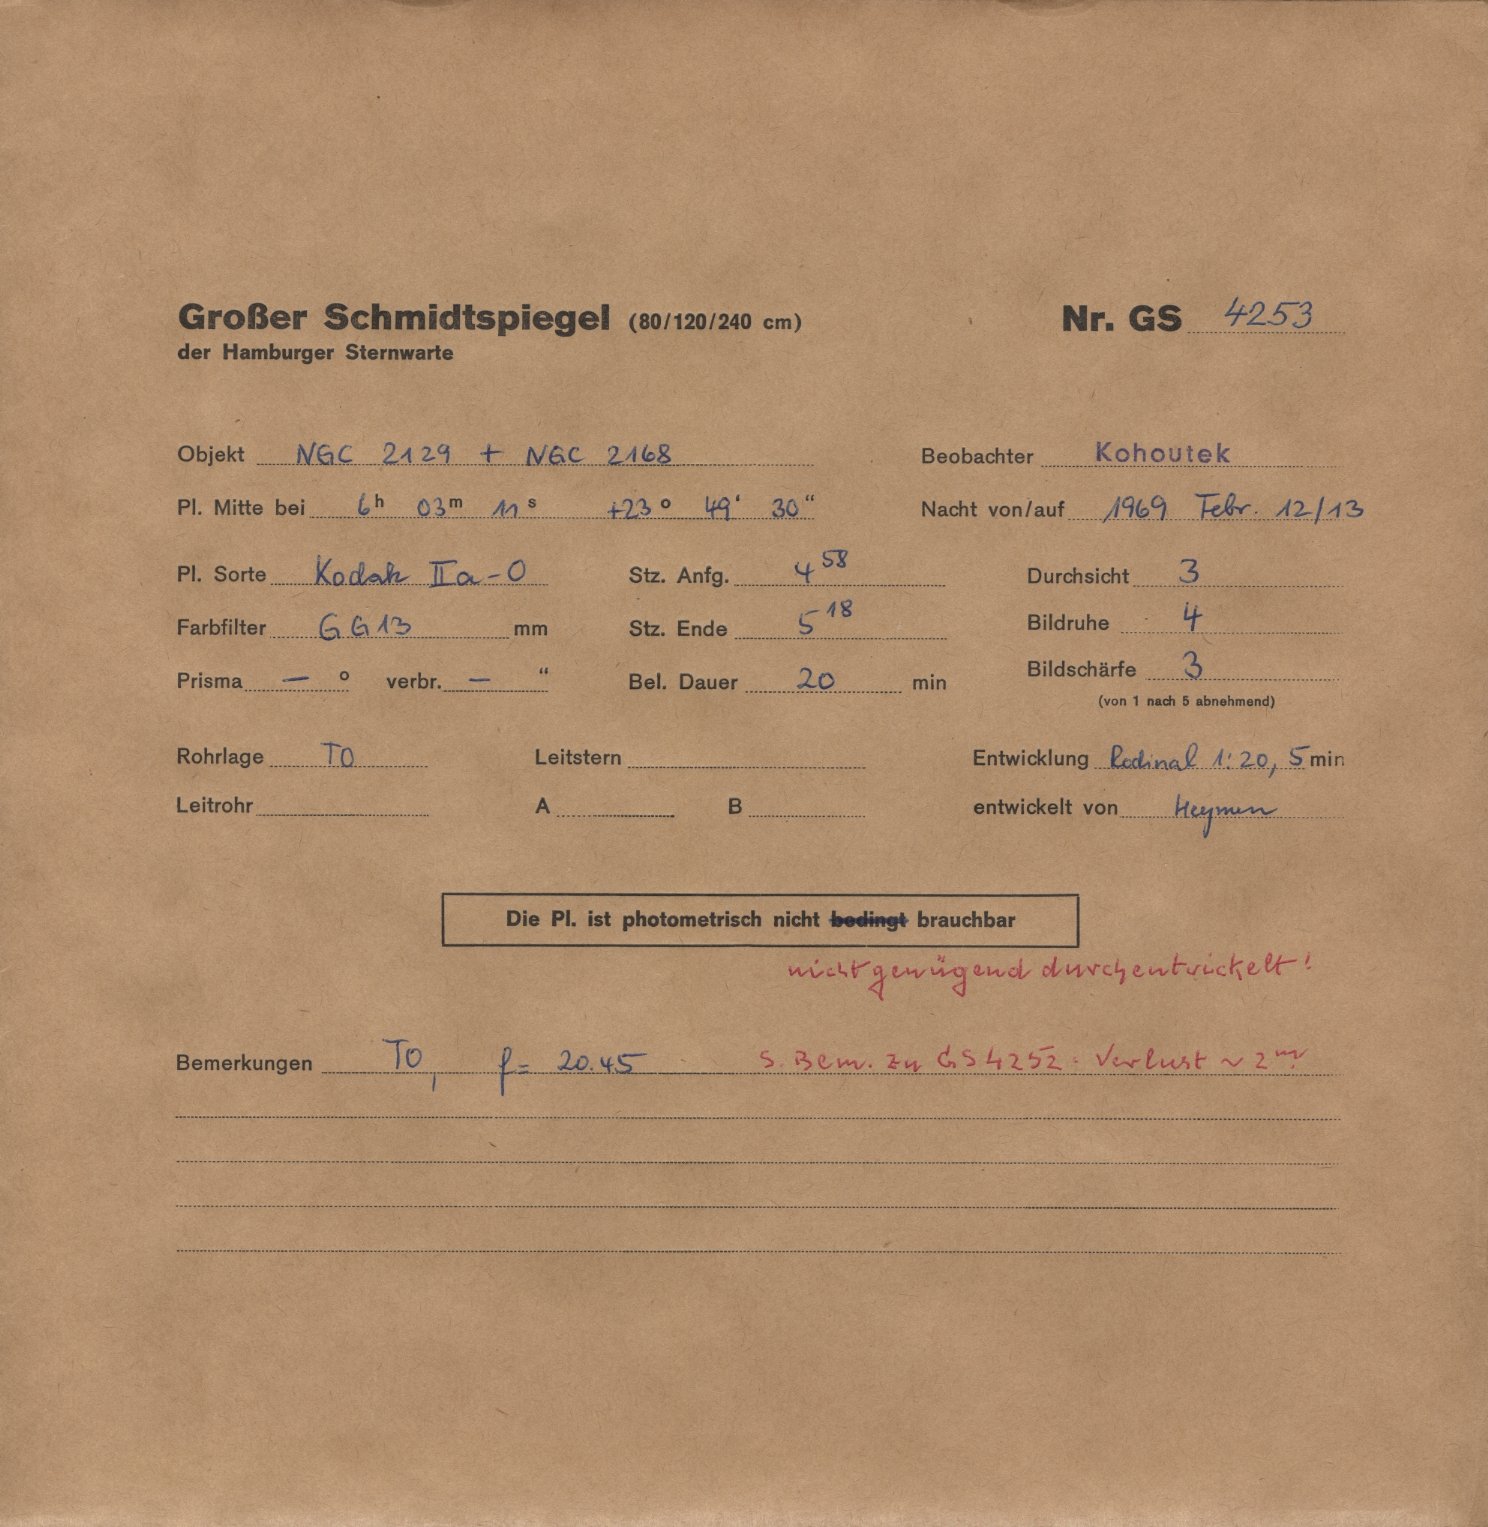 Großer Schmidtspiegel (80/120/240 cm) Nr. GS 4253
der Hamburger Sternwarte
Objekt NGC 2129 + NGC 2168 Beobachter Kohoutek
Pl. Mitte bei 6h 03m 11s +23° 49' 30" Nacht von/auf 1969 Febr. 12/13
Pl. Sorte Kodak IIa-O Stz. Anfg. 4 58 Durchsicht 3
Farbfilter GG13 mm Stz. Ende 5 18 Bildruhe 4
Prisma — ° verbr. — " Bel. Dauer 20 min Bildschärfe 3
(von 1 nach 5 abnehmend)
Rohrlage TO Leitstern Entwicklung Rodinal 1:20, 5 min
Leitrohr A B entwickelt von
Die Pl. ist photometrisch nicht bedingt brauchbar
nicht genügend durchentwickelt!
Bemerkungen TO, f= 20.45 S. Bem. zu GS 4252: Verlust ~ 2m!